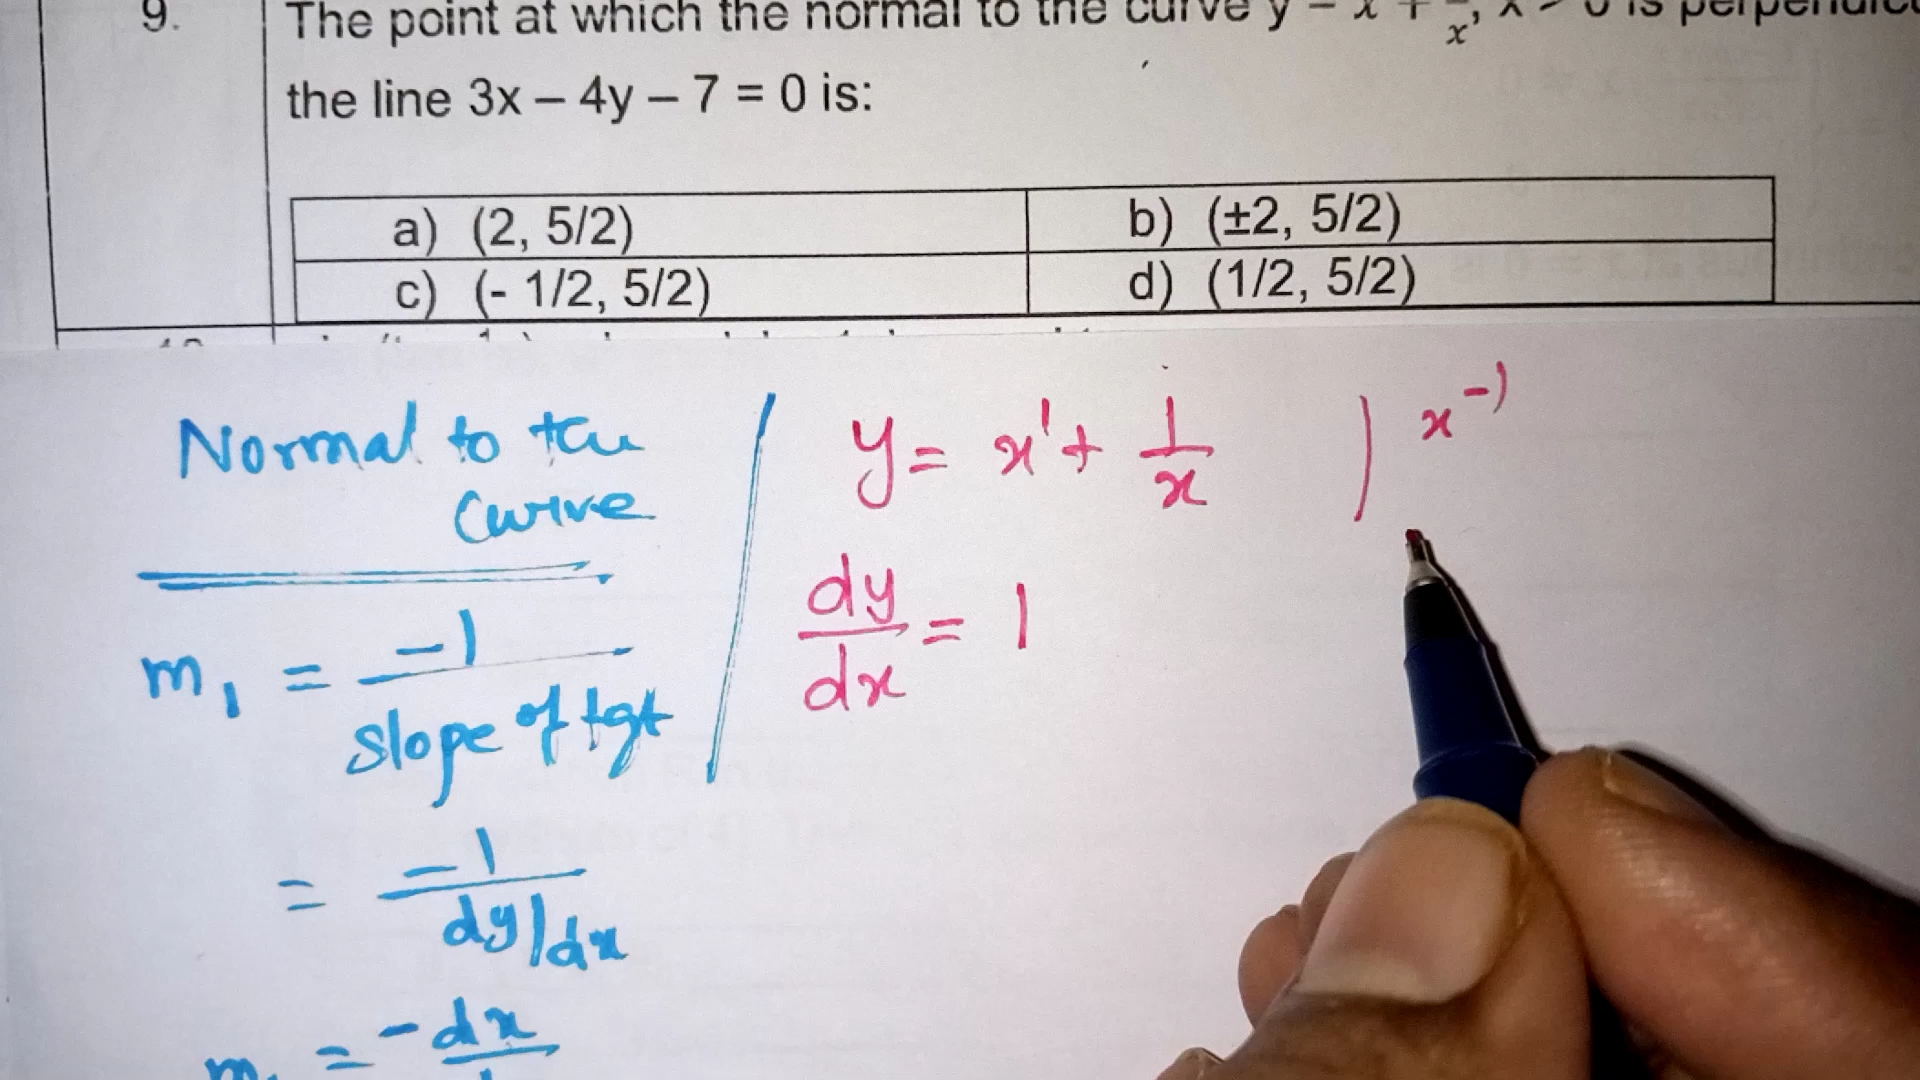 9. The point at which the normal to the curve y = x + 1/x, x > 0 is perpendic
the line 3x – 4y – 7 = 0 is:
a) (2, 5/2) b) (±2, 5/2)
c) (- 1/2, 5/2) d) (1/2, 5/2)
Normal to the
Curve
m₁ = -1 / slope of tgt
= -1 / dy/dx
m₁ = -dx
y = x¹ + 1/x | x⁻¹
dy/dx = 1